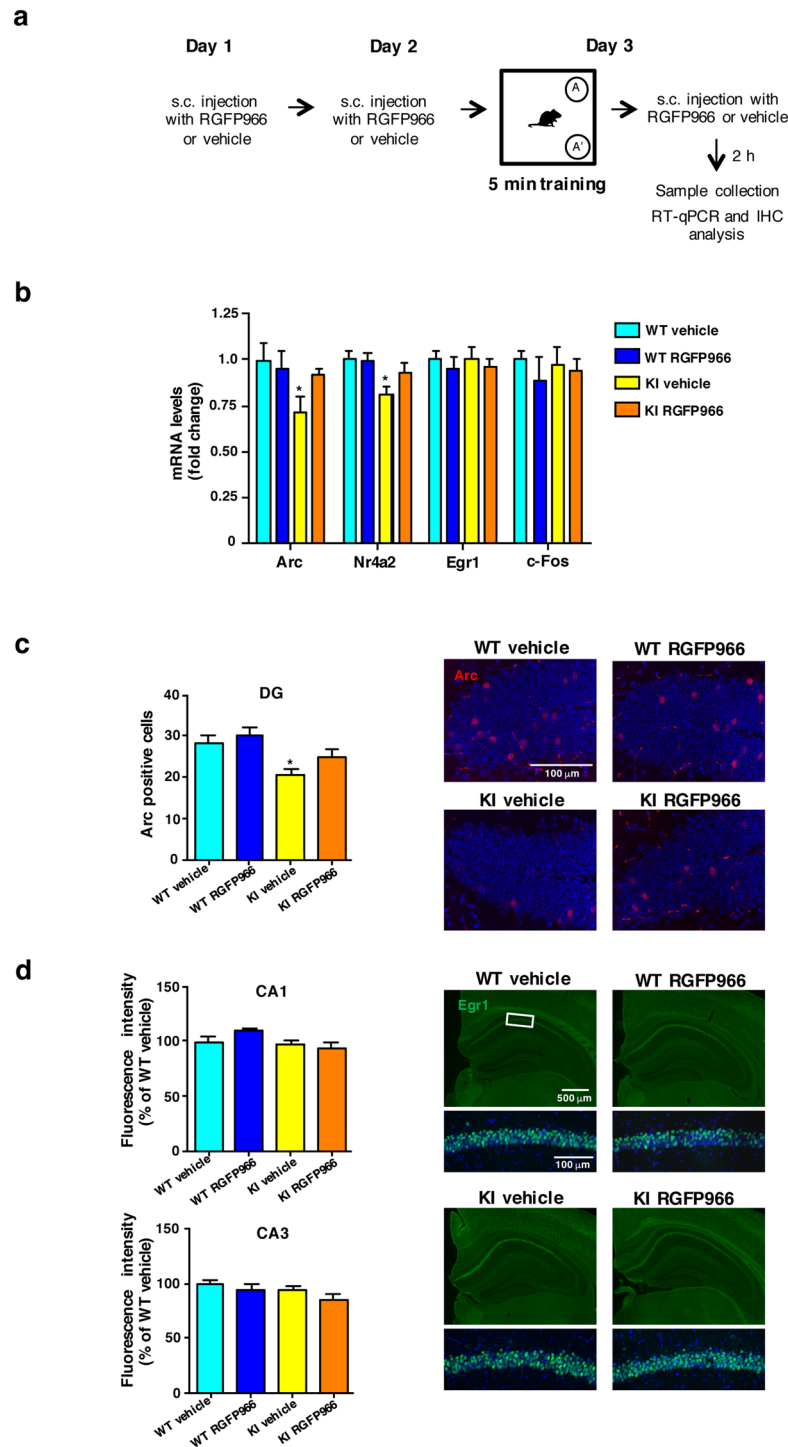 a
Day 1
Day 2
Day 3
s.c. injection
with RGFP966
or vehicle
s.c. injection
with RGFP966
or vehicle
A
A'
5 min training
s.c. injection with
RGFP966 or vehicle
2 h
Sample collection
RT-qPCR and IHC
analysis
b
mRNA levels
(fold change)
1.25
1.0
0.75
0.50
0.25
0
*
*
Arc
Nr4a2
Egr1
c-Fos
WT vehicle
WT RGFP966
KI vehicle
KI RGFP966
c
DG
Arc positive cells
40
30
20
10
0
*
WT vehicle
WT RGFP966
KI vehicle
KI RGFP966
WT vehicle
WT RGFP966
Arc
100 µm
KI vehicle
KI RGFP966
d
CA1
Fluorescence intensity
(% of WT vehicle)
150
100
50
0
WT vehicle
WT RGFP966
KI vehicle
KI RGFP966
CA3
Fluorescence intensity
(% of WT vehicle)
150
100
50
0
WT vehicle
WT RGFP966
KI vehicle
KI RGFP966
WT vehicle
WT RGFP966
Egr1
500 µm
100 µm
KI vehicle
KI RGFP966